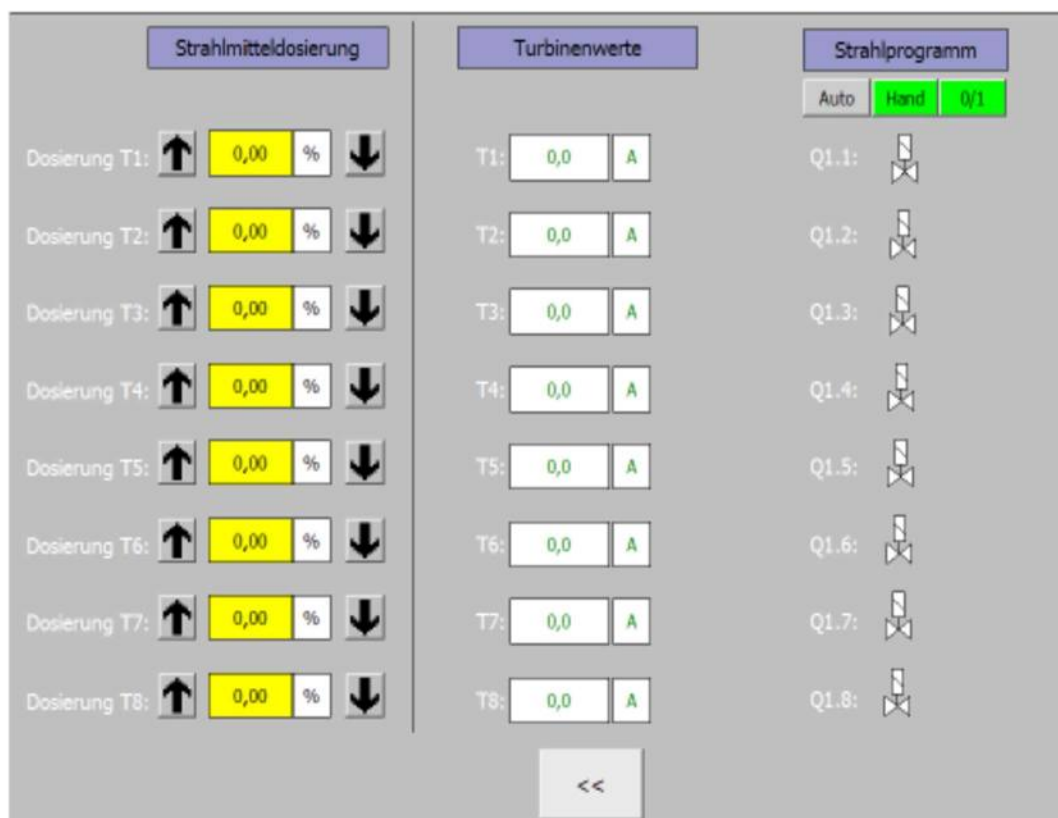 Strahlmitteldosierung Turbinenwerte Strahlprogramm
Auto Hand 0/1
Dosierung T1: 0,00 % T1: 0,0 A Q1.1:
Dosierung T2: 0,00 % T2: 0,0 A Q1.2:
Dosierung T3: 0,00 % T3: 0,0 A Q1.3:
Dosierung T4: 0,00 % T4: 0,0 A Q1.4:
Dosierung T5: 0,00 % T5: 0,0 A Q1.5:
Dosierung T6: 0,00 % T6: 0,0 A Q1.6:
Dosierung T7: 0,00 % T7: 0,0 A Q1.7:
Dosierung T8: 0,00 % T8: 0,0 A Q1.8:
<<